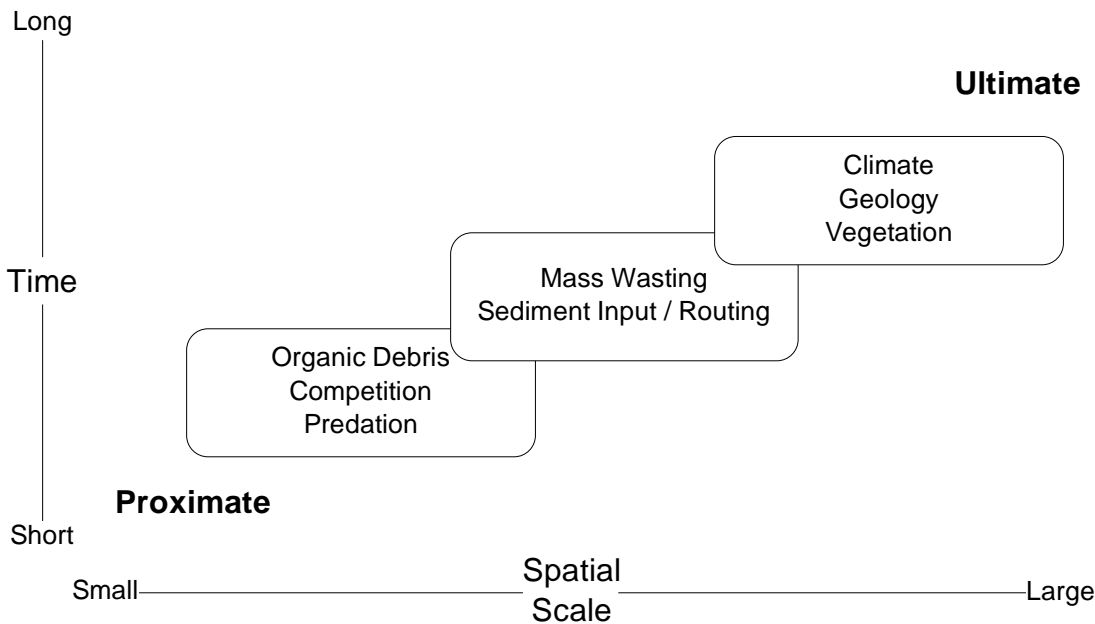 Long
Ultimate
Climate
Geology
Vegetation
Time
Mass Wasting
Sediment Input / Routing
Organic Debris
Competition
Predation
Proximate
Short
Small
Spatial
Scale
Large